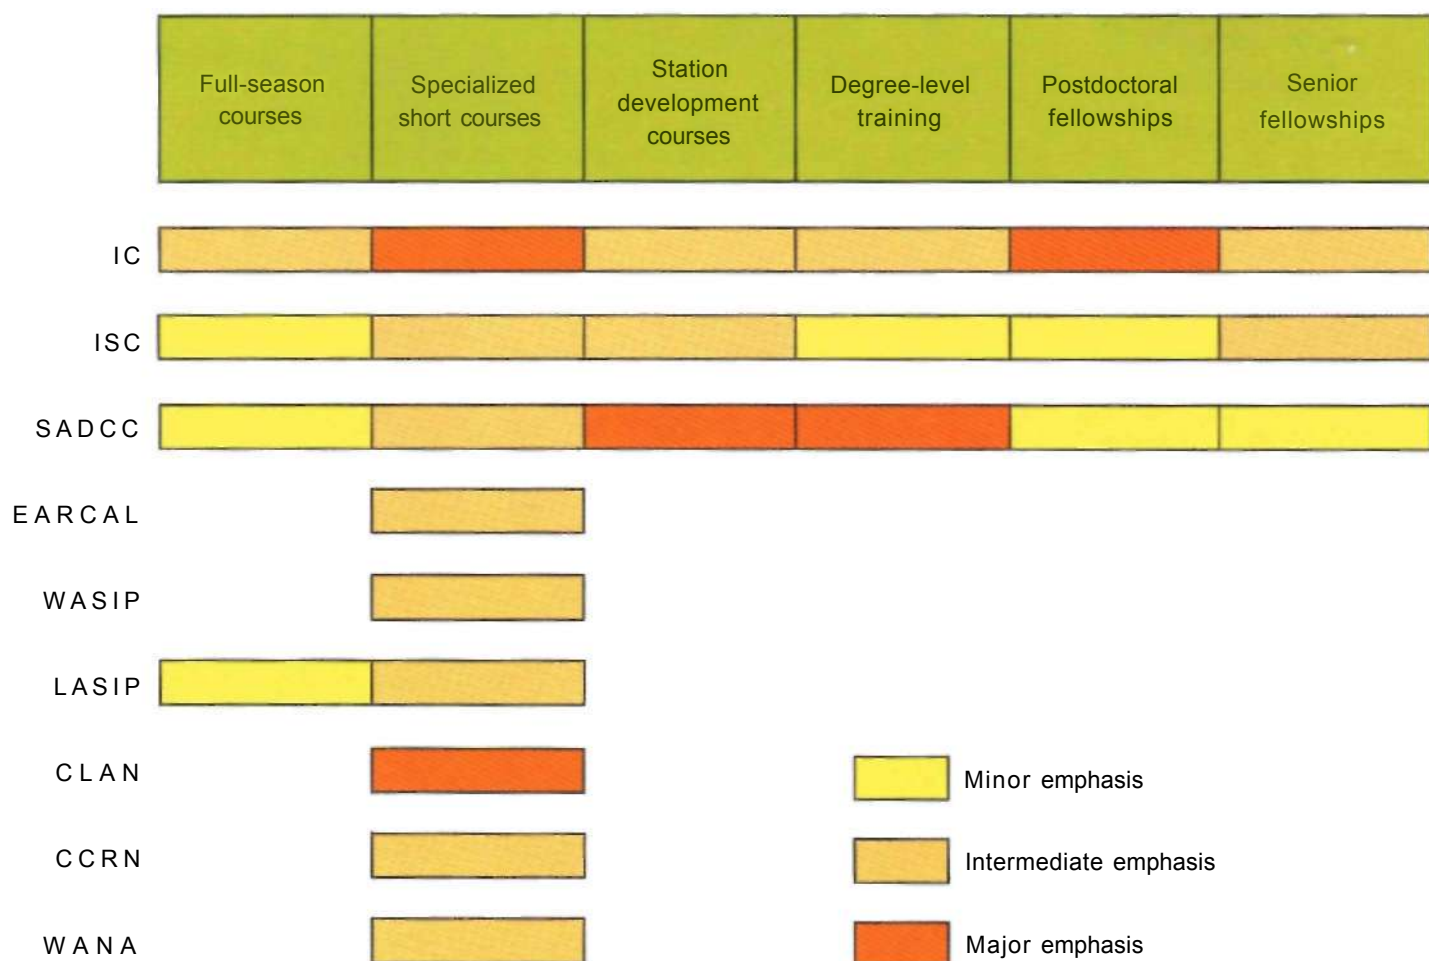 Full-season
courses
Specialized
short courses
Station
development
courses
Degree-level
training
Postdoctoral
fellowships
Senior
fellowships
IC
ISC
SADCC
EARCAL
WASIP
LASIP
CLAN
Minor emphasis
CCRN
Intermediate emphasis
WANA
Major emphasis